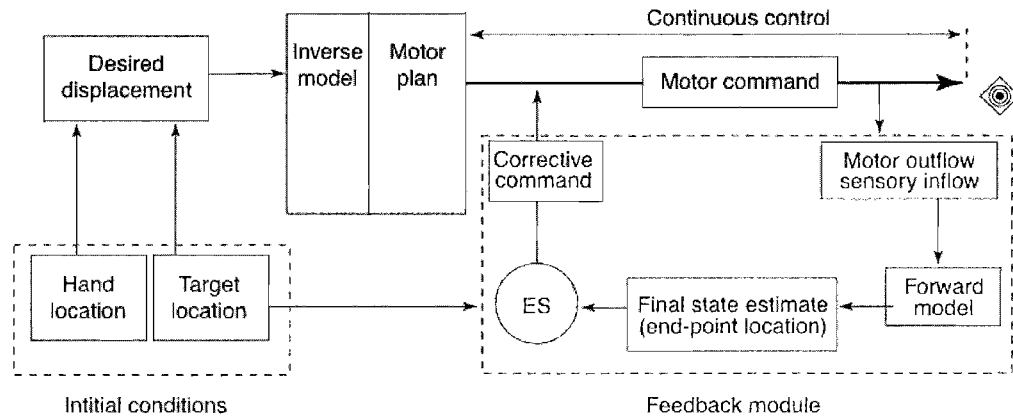 Continuous control
Desired
displacement
Inverse
model
Motor
plan
Motor command
Corrective
command
Motor outflow
sensory inflow
Hand
location
Target
location
ES
Final state estimate
(end-point location)
Forward
model
Intitial conditions
Feedback module